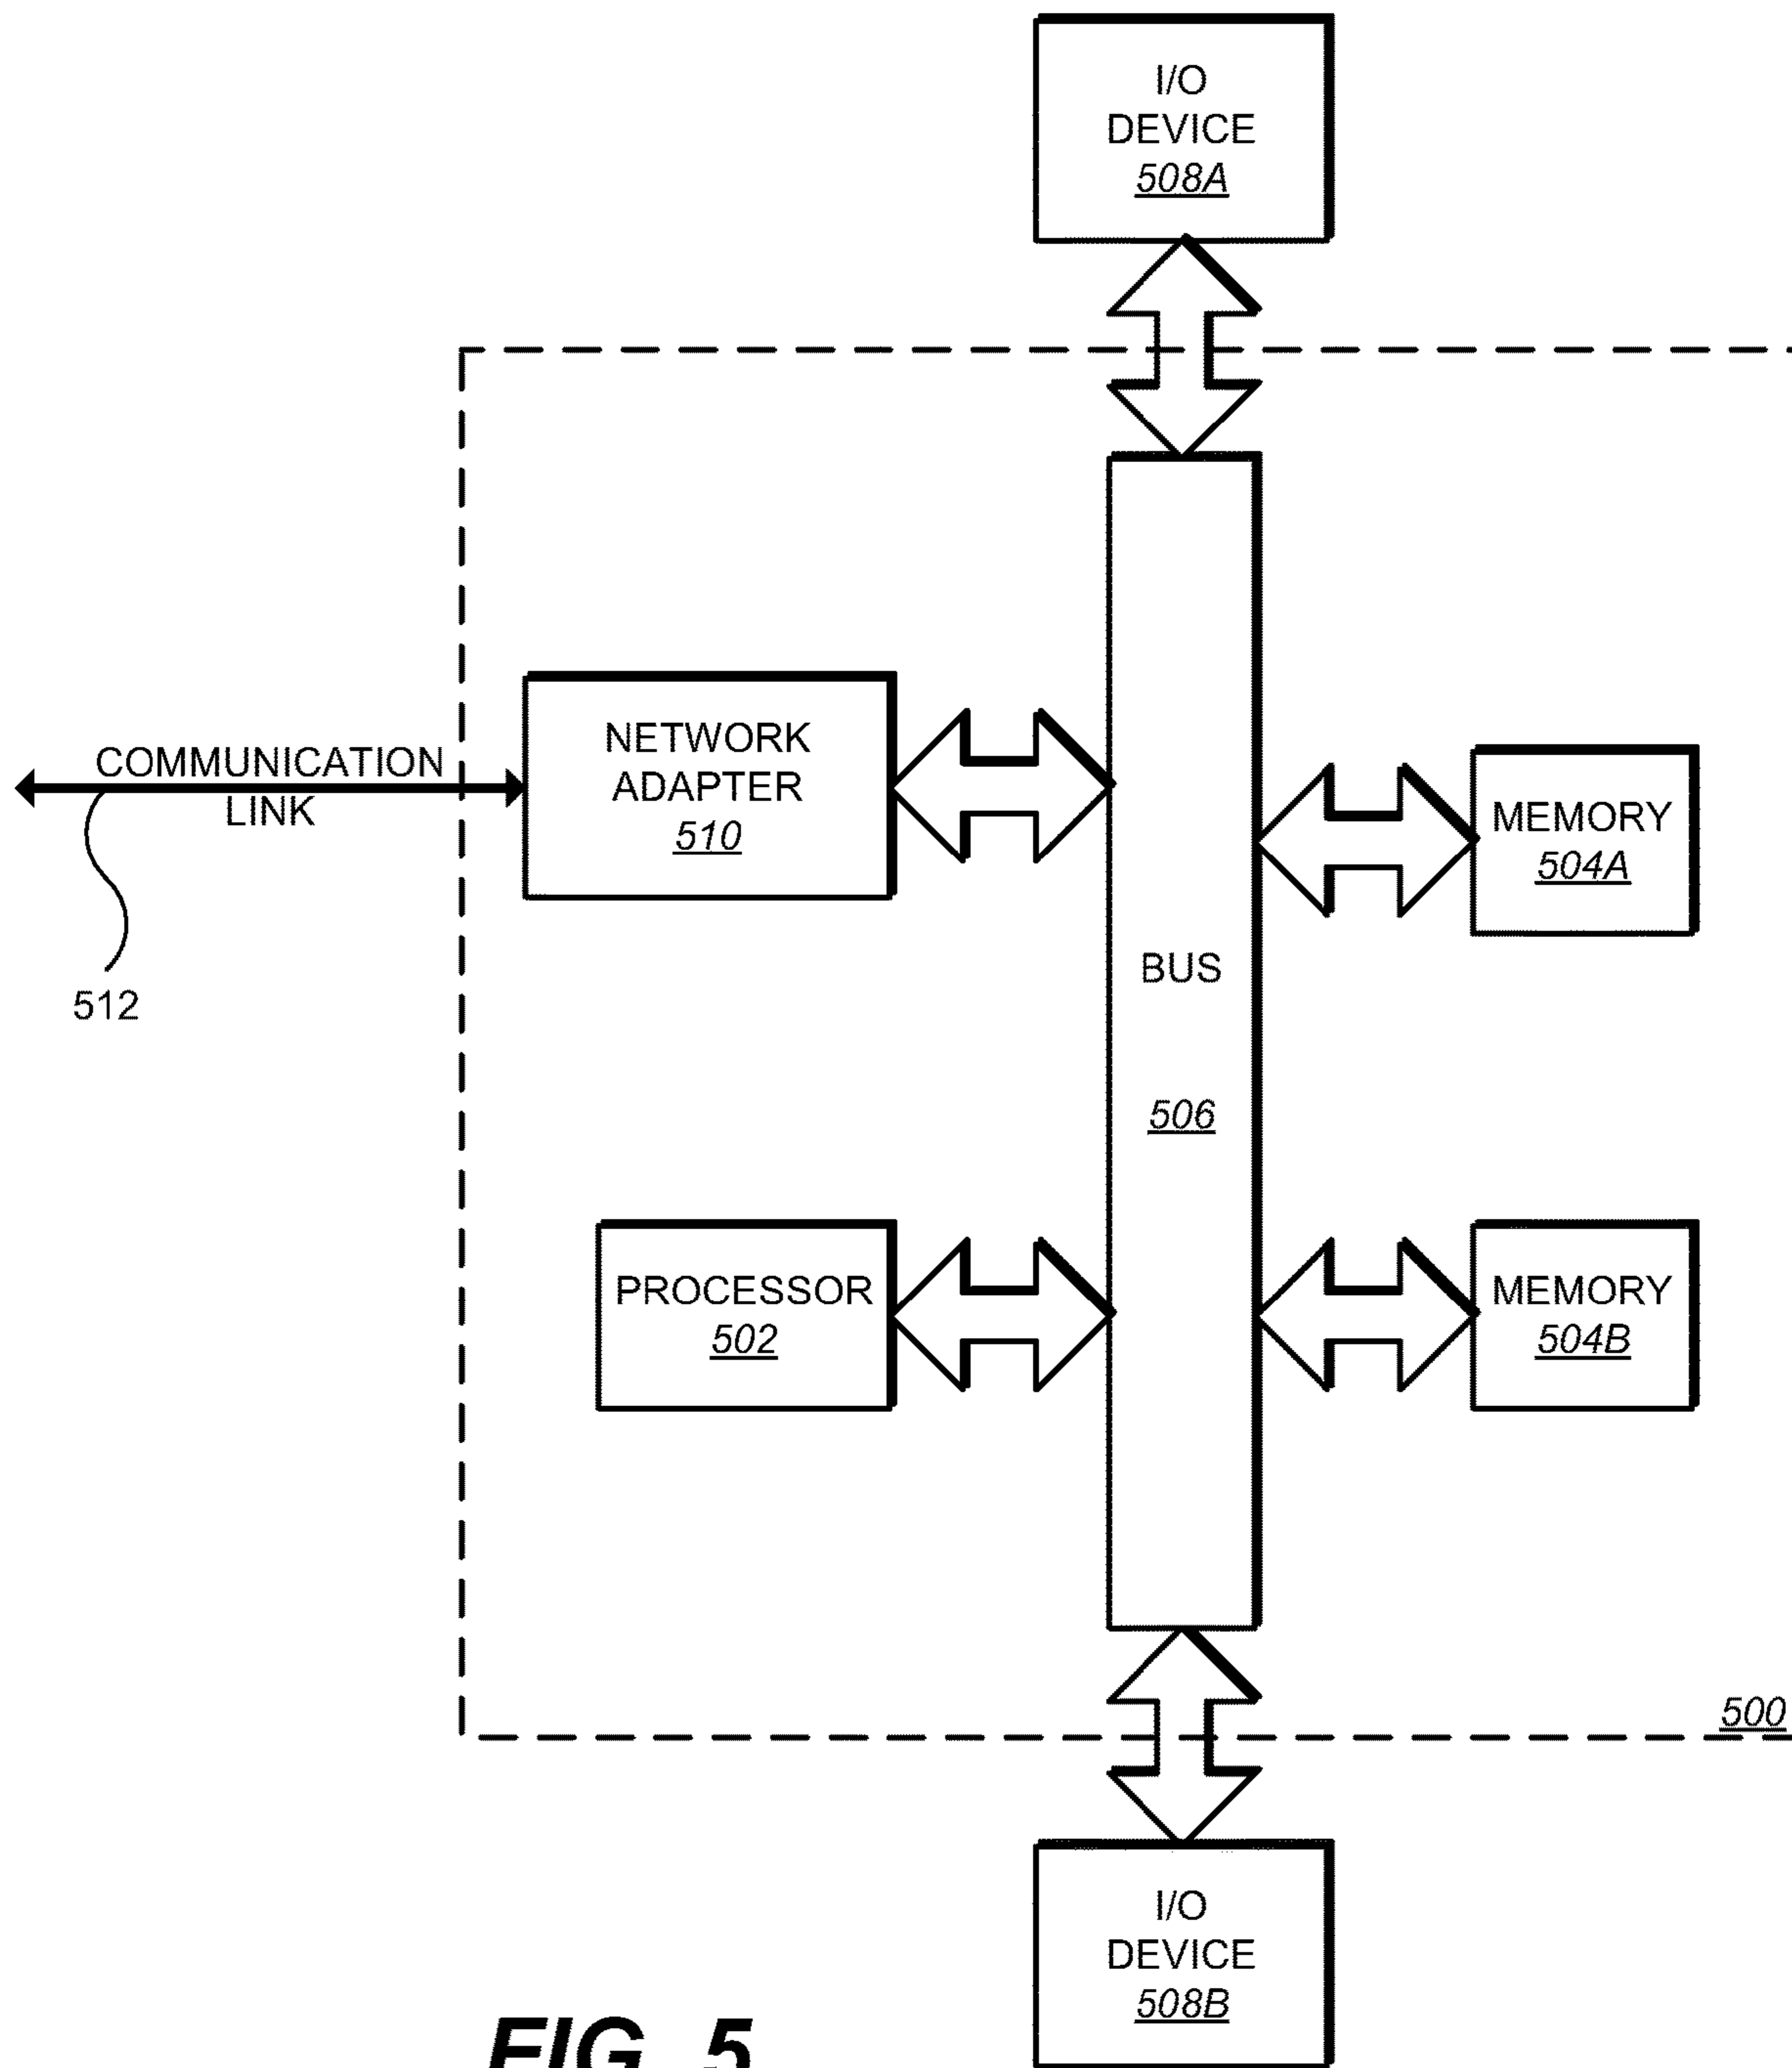 I/O
DEVICE
508A
NETWORK
ADAPTER
510
COMMUNICATION
LINK
512
MEMORY
504A
BUS
506
PROCESSOR
502
MEMORY
504B
500
I/O
DEVICE
508B
FIG. 5